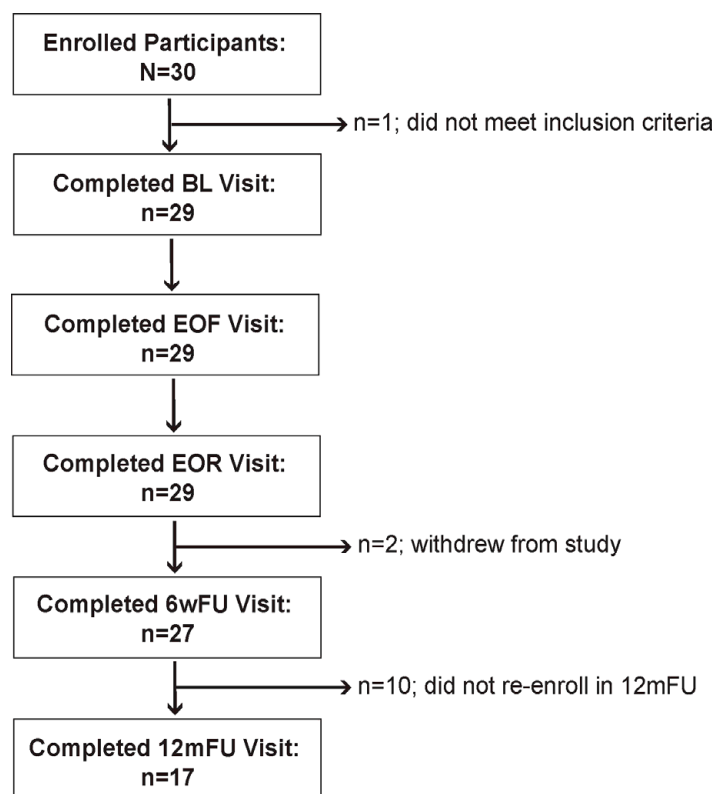 Enrolled Participants:
N=30
n=1; did not meet inclusion criteria
Completed BL Visit:
n=29
Completed EOF Visit:
n=29
Completed EOR Visit:
n=29
n=2; withdrew from study
Completed 6wFU Visit:
n=27
n=10; did not re-enroll in 12mFU
Completed 12mFU Visit:
n=17